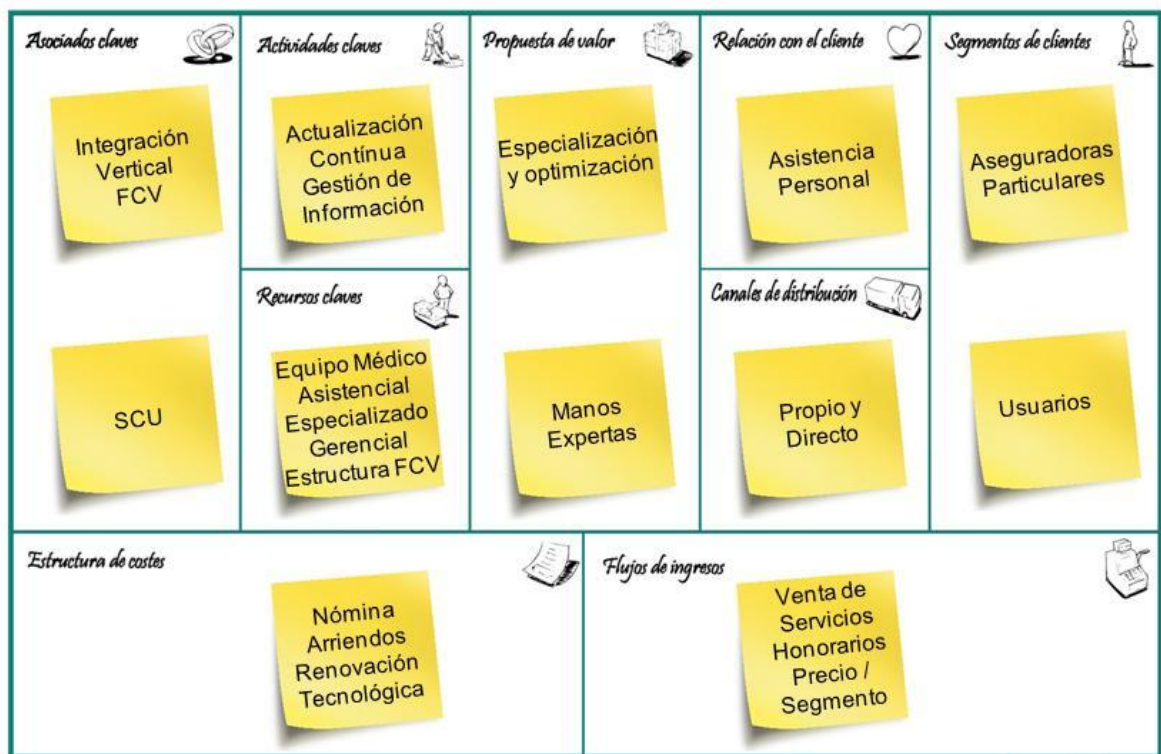 Asociados claves
Integración
Vertical
FCV
SCU
Actividades claves
Actualización
Contínua
Gestión de
Información
Recursos claves
Equipo Médico
Asistencial
Especializado
Gerencial
Estructura FCV
Propuesta de valor
Especialización
y optimización
Manos
Expertas
Relación con el cliente
Asistencia
Personal
Canales de distribución
Propio y
Directo
Segmentos de clientes
Aseguradoras
Particulares
Usuarios
Estructura de costes
Nómina
Arriendos
Renovación
Tecnológica
Flujos de ingresos
Venta de
Servicios
Honorarios
Precio /
Segmento